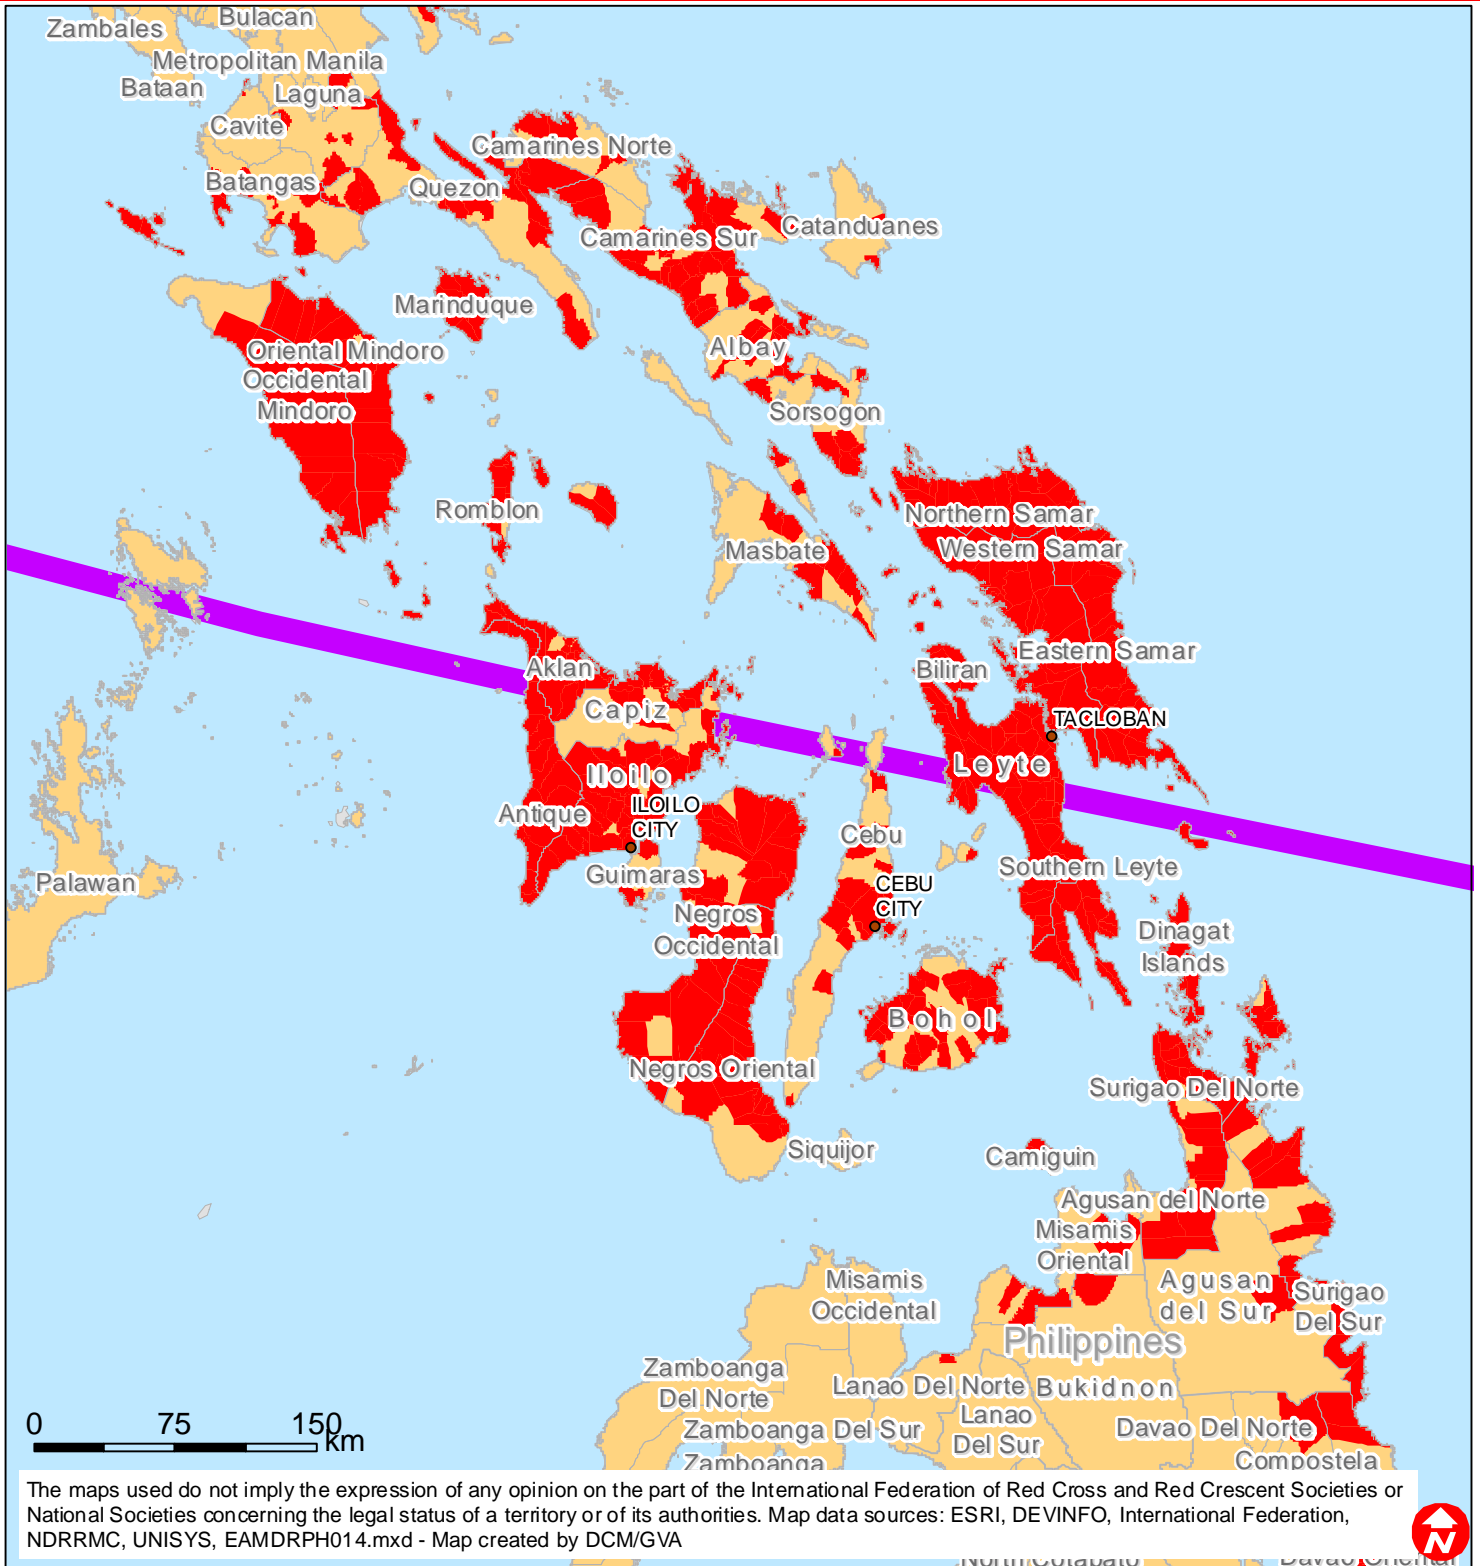 Bulacan
Zambales
Metropolitan Manila
Bataan
Laguna
Cavite
Camarines Norte
Batangas
Quezon
Catanduanes
Camarines Sur
Marinduque
Albay
Oriental Mindoro
Occidental
Mindoro
Sorsogon
Romblon
Northern Samar
Masbate
Western Samar
Eastern Samar
Aklan
Biliran
Capiz
TACLOBAN
Leyte
Iloilo
ILOILO
CITY
Antique
Cebu
Guimaras
Southern Leyte
Palawan
CEBU
CITY
Negros
Occidental
Dinagat
Islands
Bohol
Negros Oriental
Surigao Del Norte
Siquijor
Camiguin
Agusan del Norte
Misamis
Oriental
Misamis
Occidental
Agusan
del Sur
Surigao
Del Sur
Philippines
Zamboanga
Del Norte
Lanao Del Norte
Bukidnon
Lanao
Del Sur
Zamboanga Del Sur
Davao Del Norte
Zamboanga
Compostela
0 75 150
km
The maps used do not imply the expression of any opinion on the part of the International Federation of Red Cross and Red Crescent Societies or
National Societies concerning the legal status of a territory or of its authorities. Map data sources: ESRI, DEVINFO, International Federation,
NDRRMC, UNISYS, EAMDRPH014.mxd - Map created by DCM/GVA
N
North Cotabato
Davao Oriental